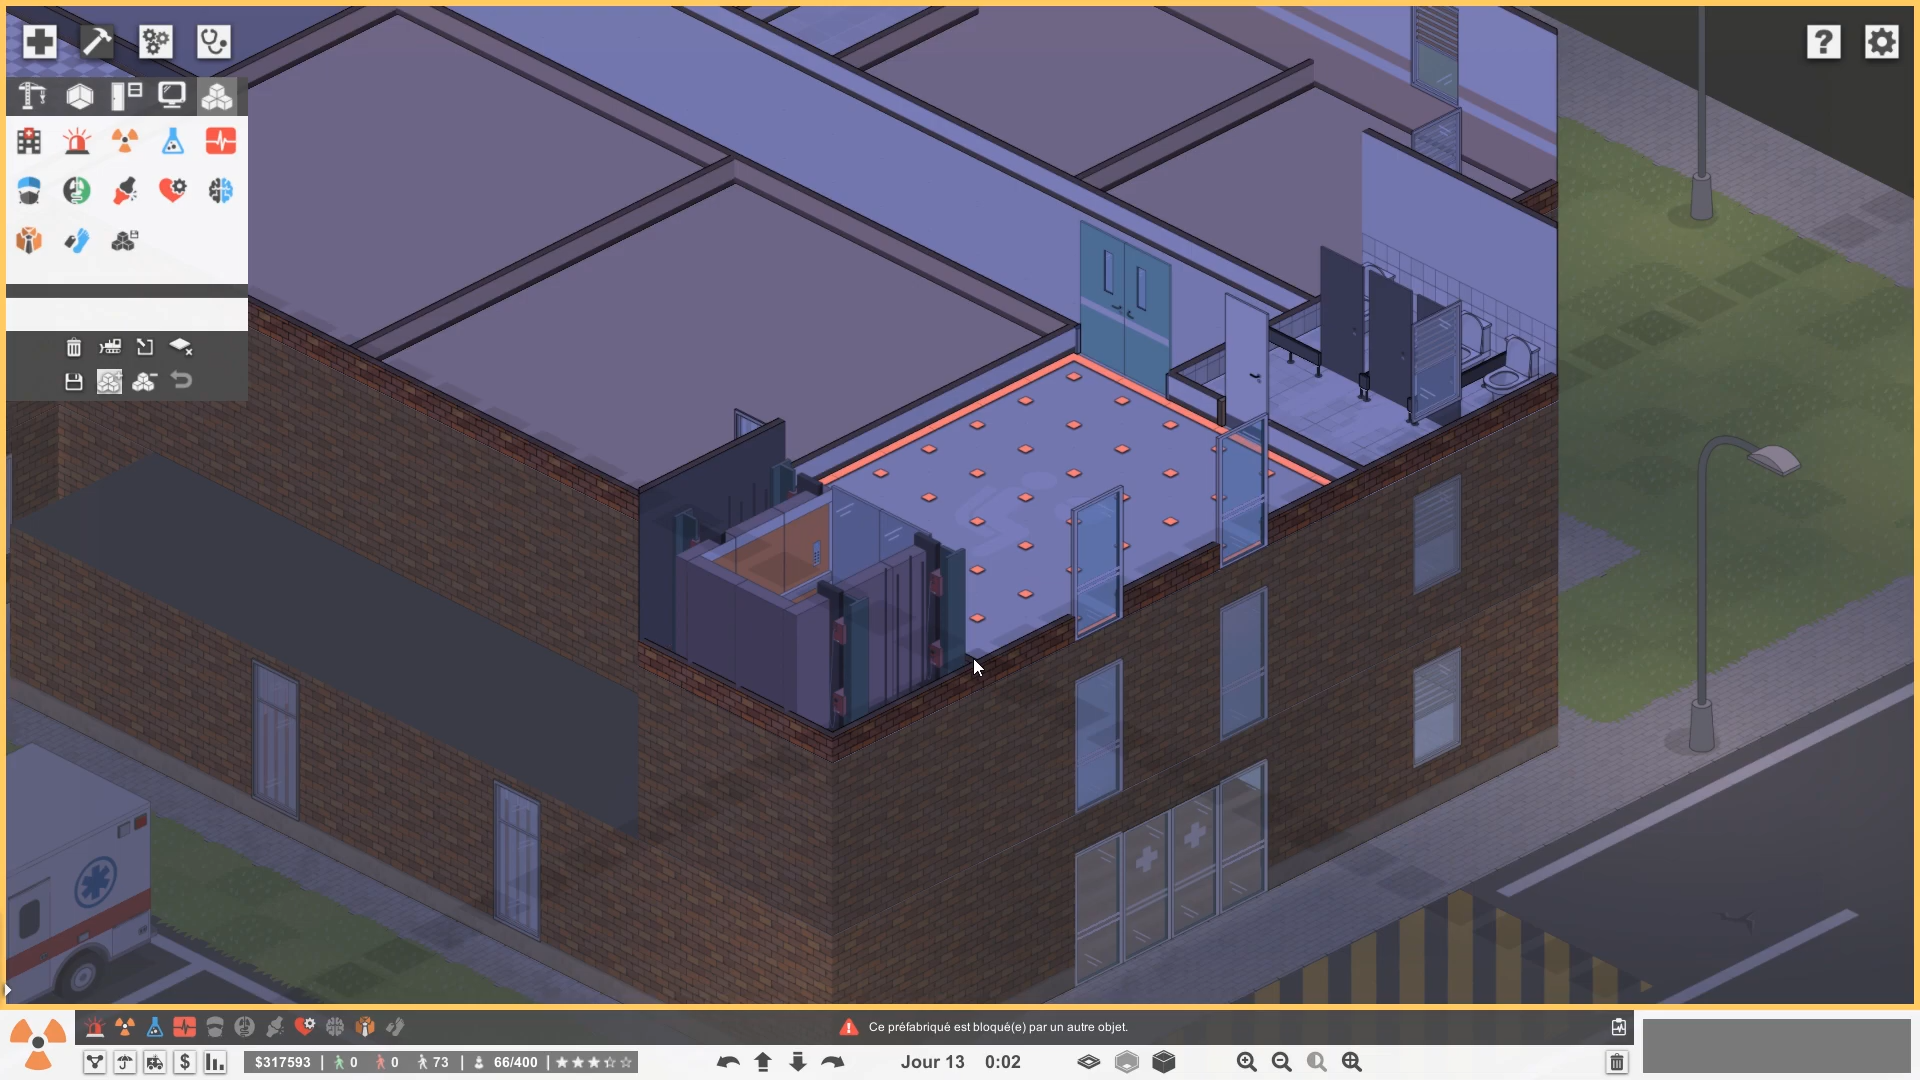 ?
Ce préfabriqué est bloqué(e) par un autre objet.
$
$317593 | 0 0 73 | 66/400 |
Jour 13 0:02